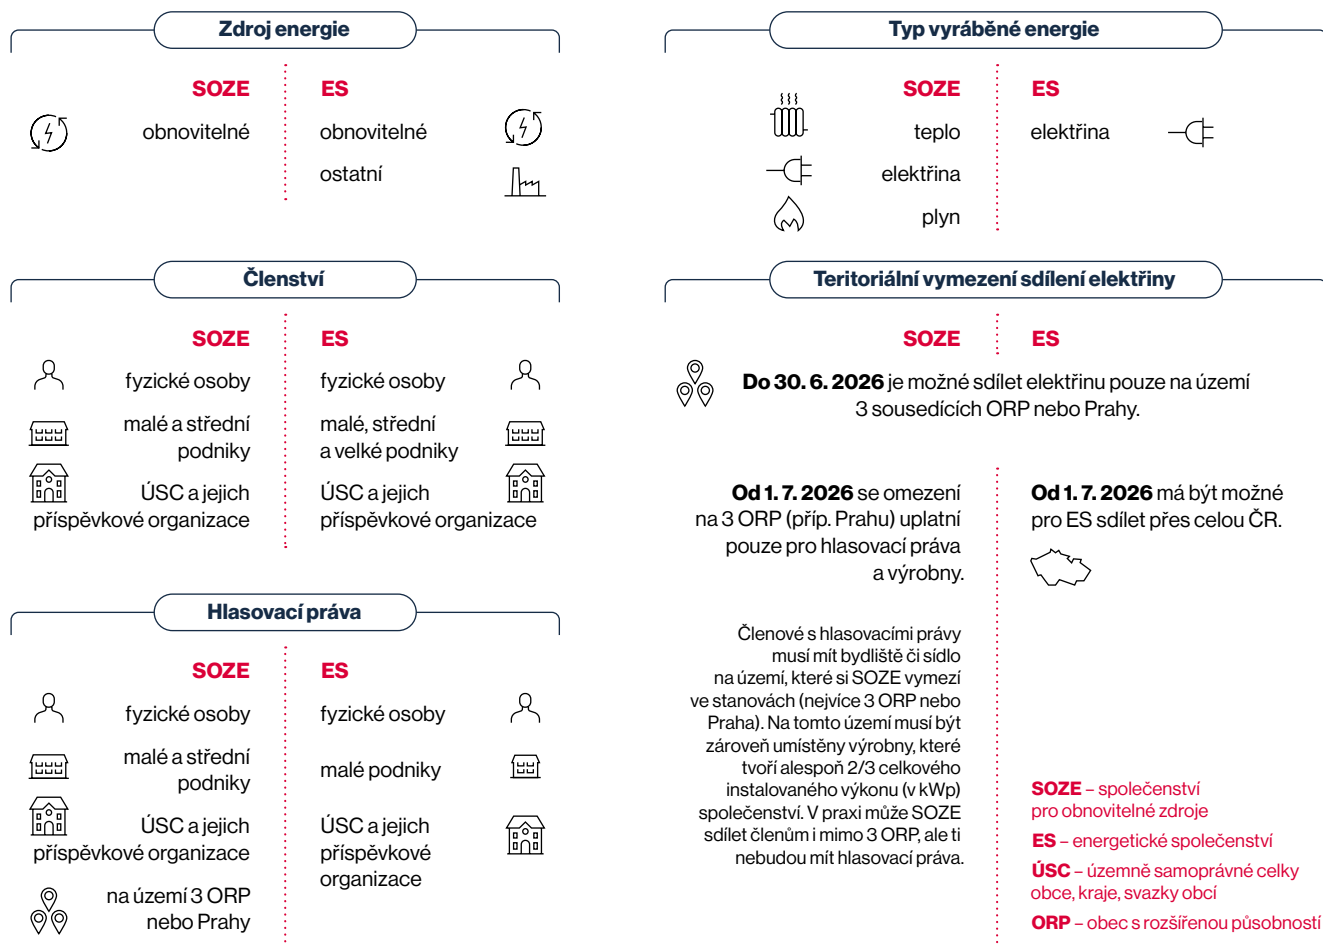 Zdroj energie
SOZE
ES
obnovitelné
obnovitelné
ostatní
Typ vyráběné energie
SOZE
ES
teplo
elektřina
elektřina
plyn
Členství
SOZE
ES
fyzické osoby
fyzické osoby
malé a střední
podniky
malé, střední
a velké podniky
ÚSC a jejich
příspěvkové organizace
ÚSC a jejich
příspěvkové organizace
Teritoriální vymezení sdílení elektřiny
SOZE
ES
Do 30. 6. 2026 je možné sdílet elektřinu pouze na území
3 sousedících ORP nebo Prahy.
Od 1. 7. 2026 se omezení
na 3 ORP (příp. Prahu) uplatní
pouze pro hlasovací práva
a výrobny.
Od 1. 7. 2026 má být možné
pro ES sdílet přes celou ČR.
Členové s hlasovacími právy
musí mít bydliště či sídlo
na území, které si SOZE vymezí
ve stanovách (nejvíce 3 ORP nebo
Praha). Na tomto území musí být
zároveň umístěny výrobny, které
tvoří alespoň 2/3 celkového
instalovaného výkonu (v kWp)
společenství. V praxi může SOZE
sdílet členům i mimo 3 ORP, ale ti
nebudou mít hlasovací práva.
Hlasovací práva
SOZE
ES
fyzické osoby
fyzické osoby
malé a střední
podniky
malé podniky
ÚSC a jejich
příspěvkové organizace
ÚSC a jejich
příspěvkové
organizace
na území 3 ORP
nebo Prahy
SOZE – společenství
pro obnovitelné zdroje
ES – energetické společenství
ÚSC – územně samoprávné celky
obce, kraje, svazky obcí
ORP – obec s rozšířenou působností